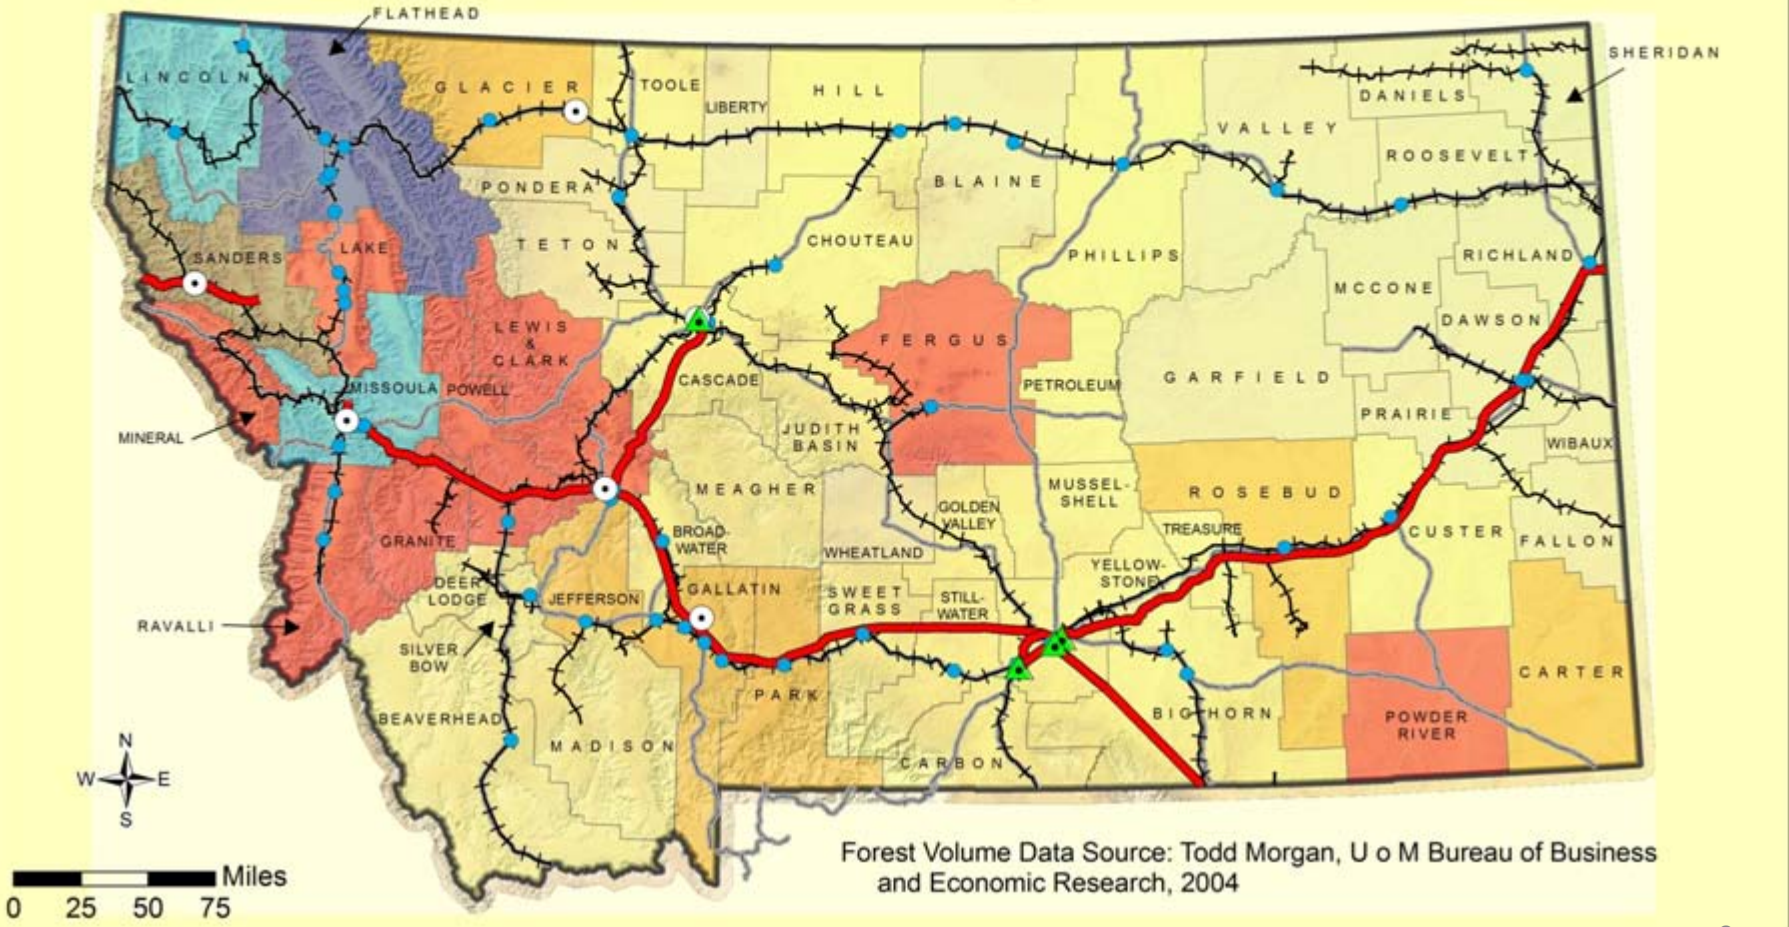 FLATHEAD
SHERIDAN
LINCOLN
GLACIER
TOOLE
LIBERTY
HILL
DANIELS
VALLEY
ROOSEVELT
PONDERA
BLAINE
TETON
CHOUTEAU
PHILLIPS
RICHLAND
SANDERS
LAKE
MCCONE
DAWSON
LEWIS
&
CLARK
FERGUS
CASCADE
PETROLEUM
GARFIELD
MISSOULA
POWELL
PRAIRIE
MINERAL
JUDITH
BASIN
WIBAUX
MEAGHER
MUSSEL-
SHELL
ROSEBUD
GOLDEN
VALLEY
TREASURE
CUSTER
FALLON
GRANITE
BROAD-
WATER
WHEATLAND
YELLOW-
STONE
DEER
LODGE
JEFFERSON
GALLATIN
SWEET
GRASS
STILL-
WATER
RAVALLI
SILVER
BOW
CARTER
PARK
BEAVERHEAD
MADISON
BIG HORN
POWDER
RIVER
CARBON
N
W E
S
Forest Volume Data Source: Todd Morgan, U o M Bureau of Business
and Economic Research, 2004
Miles
0 25 50 75